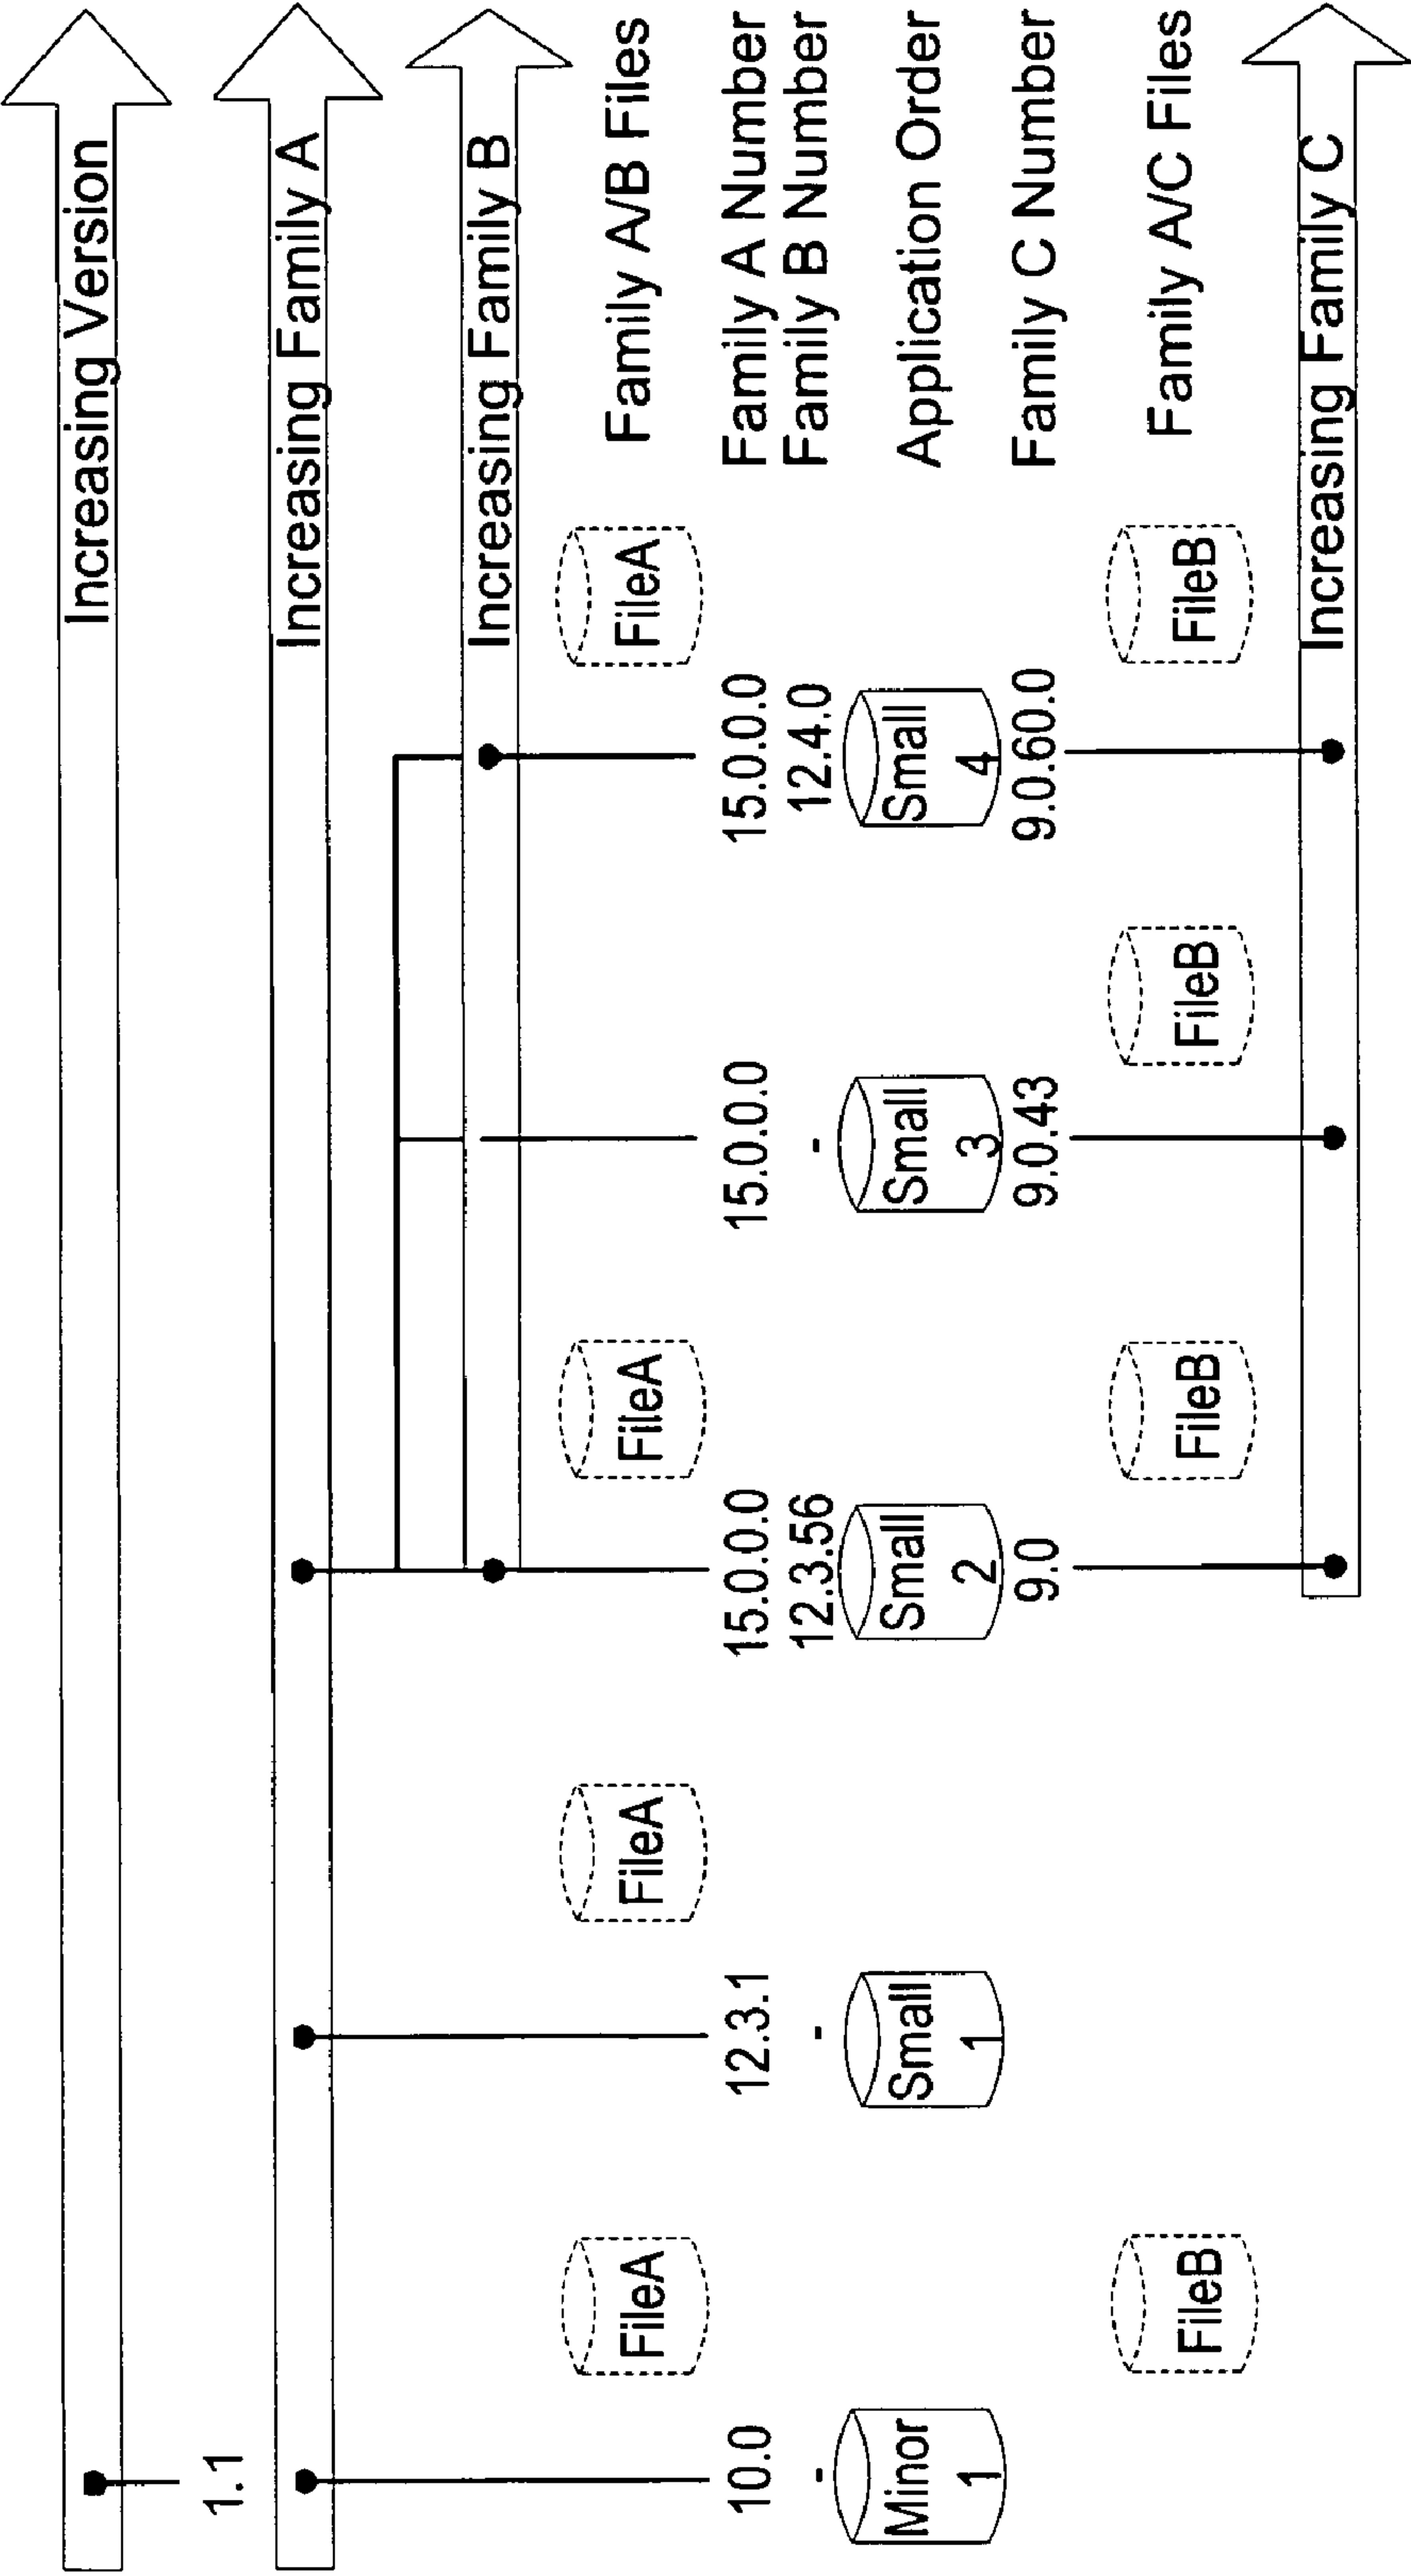 Increasing Version
1.1
Increasing Family A
Increasing Family B
FileA
FileA
FileA
FileA
Family A/B Files
10.0
12.3.1
15.0.0.0
15.0.0.0
15.0.0.0
Family A Number
-
-
12.3.56
-
12.4.0
Family B Number
Minor
1
Small
1
Small
2
Small
3
Small
4
Application Order
9.0
9.0.43
9.0.60.0
Family C Number
FileB
FileB
FileB
FileB
Family A/C Files
Increasing Family C